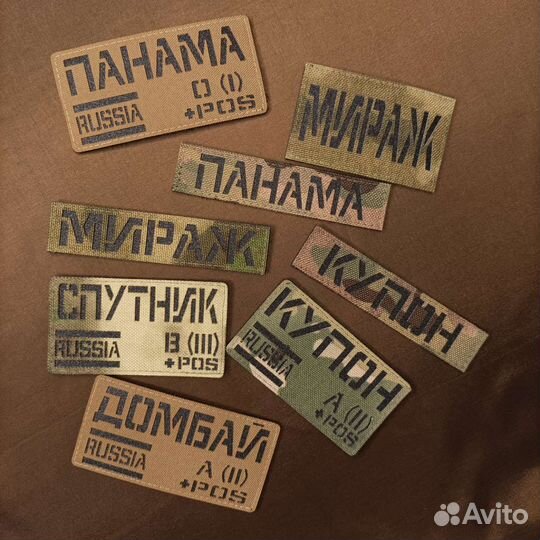 ПАНАМА
RUSSIA
O (I)
+POS
МИРАЖ
ПАНАМА
МИРАЖ
КУПОН
СПУТНИК
RUSSIA
B (III)
+POS
КУПОН
RUSSIA
A (II)
+POS
ДОМБАЙ
RUSSIA
A (II)
+POS
Avito